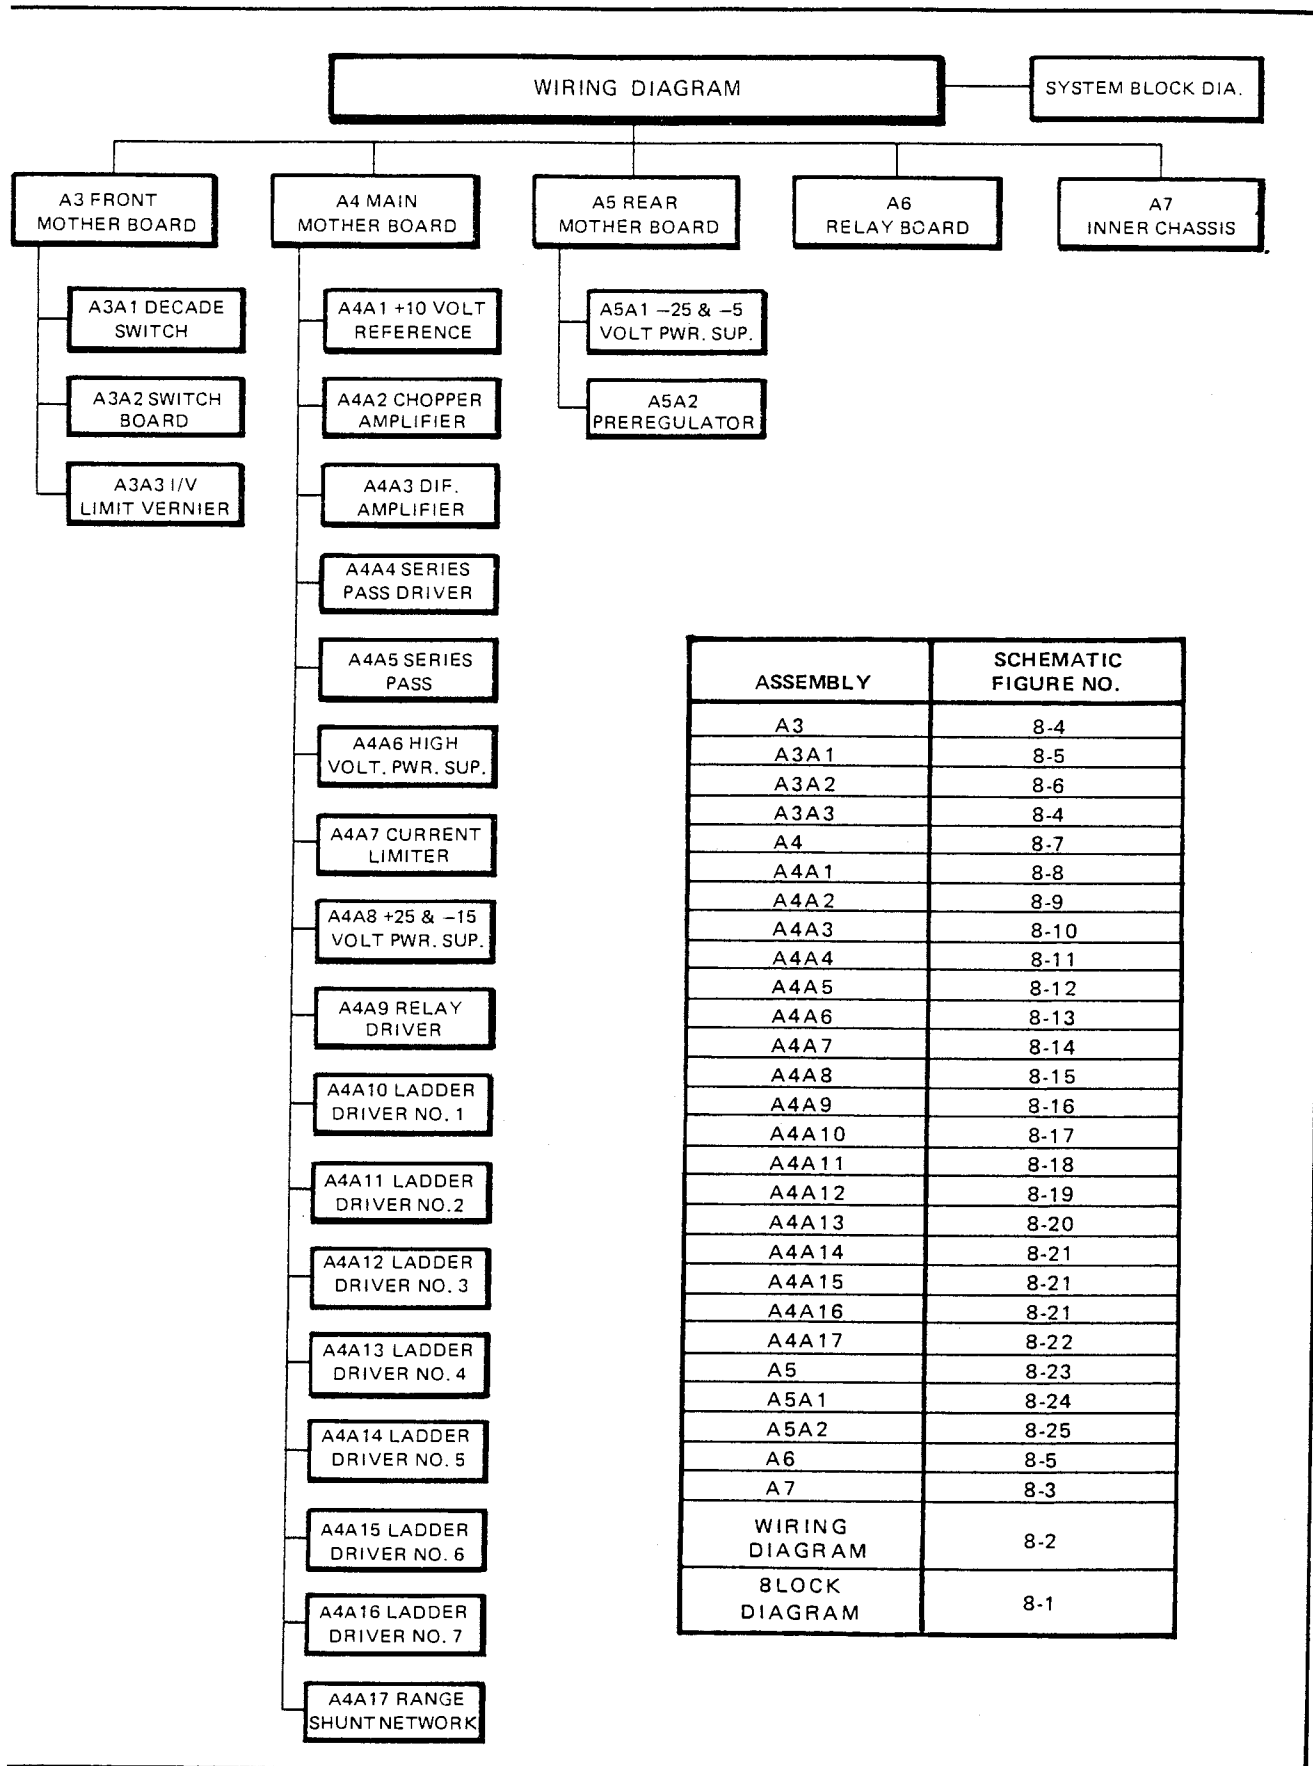 WIRING DIAGRAM
SYSTEM BLOCK DIA.
A3 FRONT
MOTHER BOARD
A4 MAIN
MOTHER BOARD
A5 REAR
MOTHER BOARD
A6
RELAY BOARD
A7
INNER CHASSIS
A3A1 DECADE
SWITCH
A3A2 SWITCH
BOARD
A3A3 I/V
LIMIT VERNIER
A4A1 +10 VOLT
REFERENCE
A4A2 CHOPPER
AMPLIFIER
A4A3 DIF.
AMPLIFIER
A4A4 SERIES
PASS DRIVER
A4A5 SERIES
PASS
A4A6 HIGH
VOLT. PWR. SUP.
A4A7 CURRENT
LIMITER
A4A8 +25 & −15
VOLT PWR. SUP.
A4A9 RELAY
DRIVER
A4A10 LADDER
DRIVER NO. 1
A4A11 LADDER
DRIVER NO.2
A4A12 LADDER
DRIVER NO. 3
A4A13 LADDER
DRIVER NO. 4
A4A14 LADDER
DRIVER NO. 5
A4A15 LADDER
DRIVER NO. 6
A4A16 LADDER
DRIVER NO. 7
A4A17 RANGE
SHUNT NETWORK
A5A1 −25 & −5
VOLT PWR. SUP.
A5A2
PREREGULATOR
ASSEMBLY SCHEMATIC FIGURE NO.
A3 8-4
A3A1 8-5
A3A2 8-6
A3A3 8-4
A4 8-7
A4A1 8-8
A4A2 8-9
A4A3 8-10
A4A4 8-11
A4A5 8-12
A4A6 8-13
A4A7 8-14
A4A8 8-15
A4A9 8-16
A4A10 8-17
A4A11 8-18
A4A12 8-19
A4A13 8-20
A4A14 8-21
A4A15 8-21
A4A16 8-21
A4A17 8-22
A5 8-23
A5A1 8-24
A5A2 8-25
A6 8-5
A7 8-3
WIRING DIAGRAM 8-2
BLOCK DIAGRAM 8-1